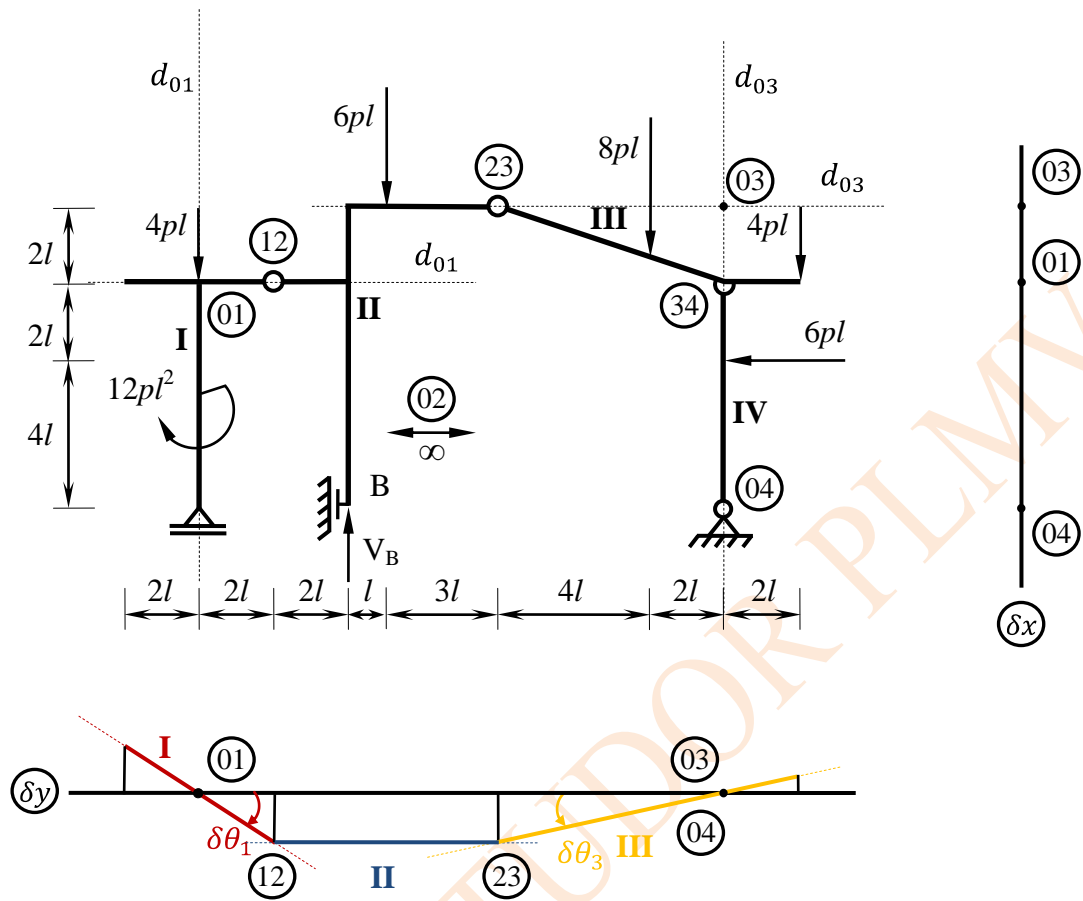 d₀₁
d₀₃
6pl
23
8pl
03
d₀₃
03
2l
4pl
12
III
4pl
01
d₀₁
2l
01
II
34
I
6pl
12pl²
02
IV
4l
∞
B
04
04
V_B
2l
2l
2l
l
3l
4l
2l
2l
δx
I
01
03
δy
δθ₁
δθ₃
III
04
12
II
23
TUDOR PLMV